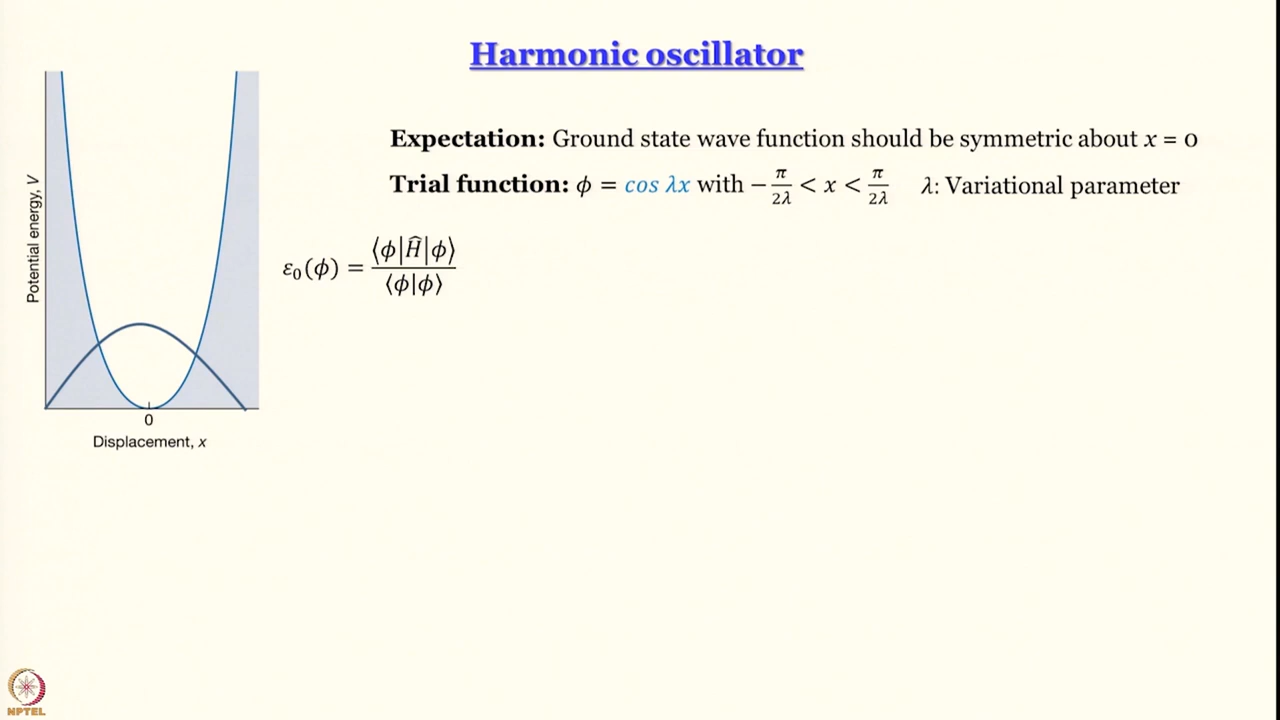 Harmonic oscillator
Expectation: Ground state wave function should be symmetric about x = 0
Trial function: ϕ = cos λx with −π/2λ < x < π/2λ λ: Variational parameter
ε₀(ϕ) = ⟨ϕ|Ĥ|ϕ⟩/⟨ϕ|ϕ⟩
Potential energy, V
0
Displacement, x
NPTEL